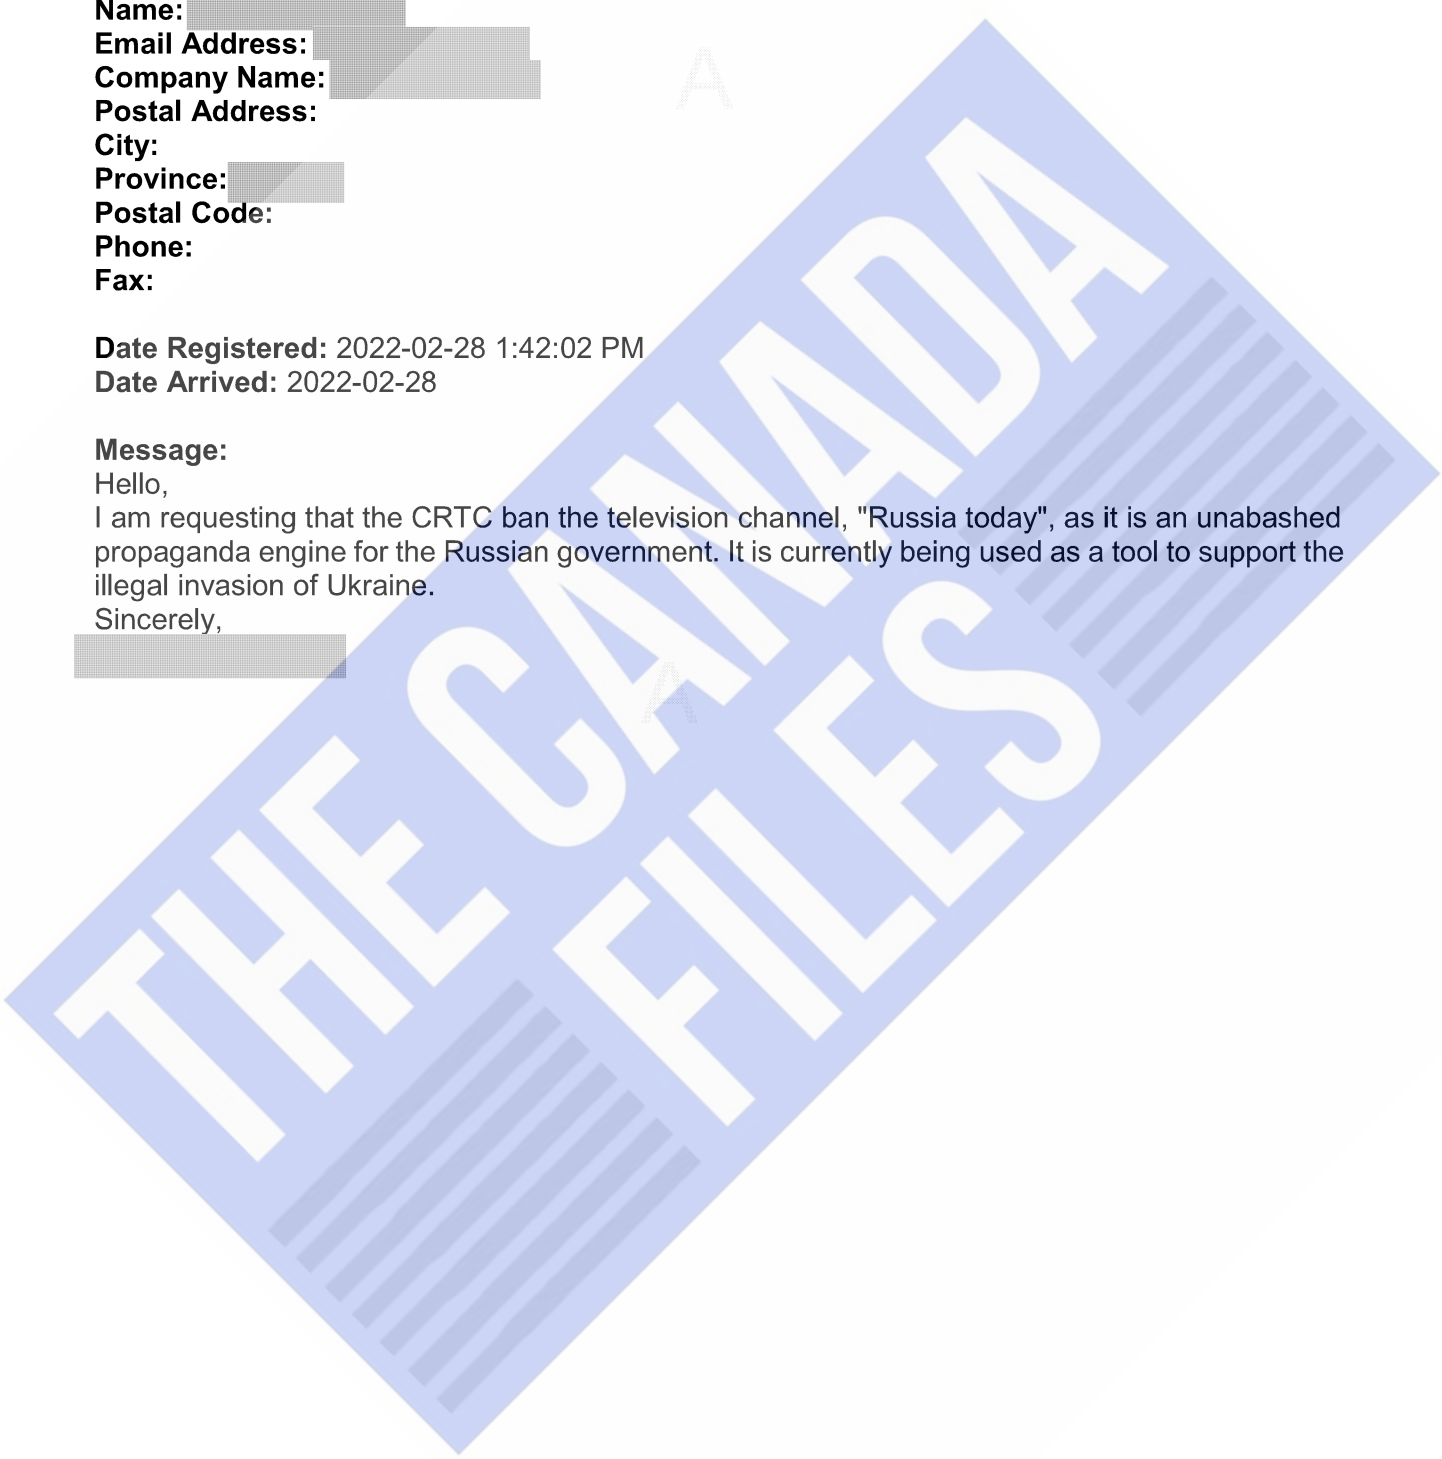 Name:
Email Address:
Company Name:
Postal Address:
City:
Province:
Postal Code:
Phone:
Fax:
Date Registered: 2022-02-28 1:42:02 PM
Date Arrived: 2022-02-28
Message:
Hello,
I am requesting that the CRTC ban the television channel, "Russia today", as it is an unabashed
propaganda engine for the Russian government. It is currently being used as a tool to support the
illegal invasion of Ukraine.
Sincerely,
THE CANADA
FILES
A
A